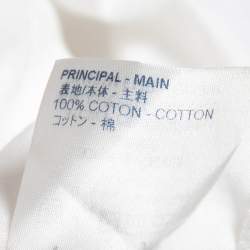 PRINCIPAL - MAIN
表地/本体 - 主料
100% COTON - COTTON
コットン - 棉